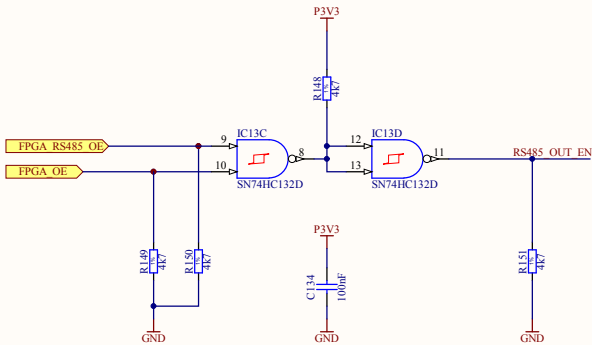 P3V3
R148
1%
4k7
IC13C
IC13D
FPGA_RS485_OE
9
8
12
11
RS485_OUT_EN
FPGA_OE
10
13
SN74HC132D
SN74HC132D
P3V3
R149
1%
4k7
R150
1%
4k7
C134
100nF
R151
1%
4k7
GND
GND
GND